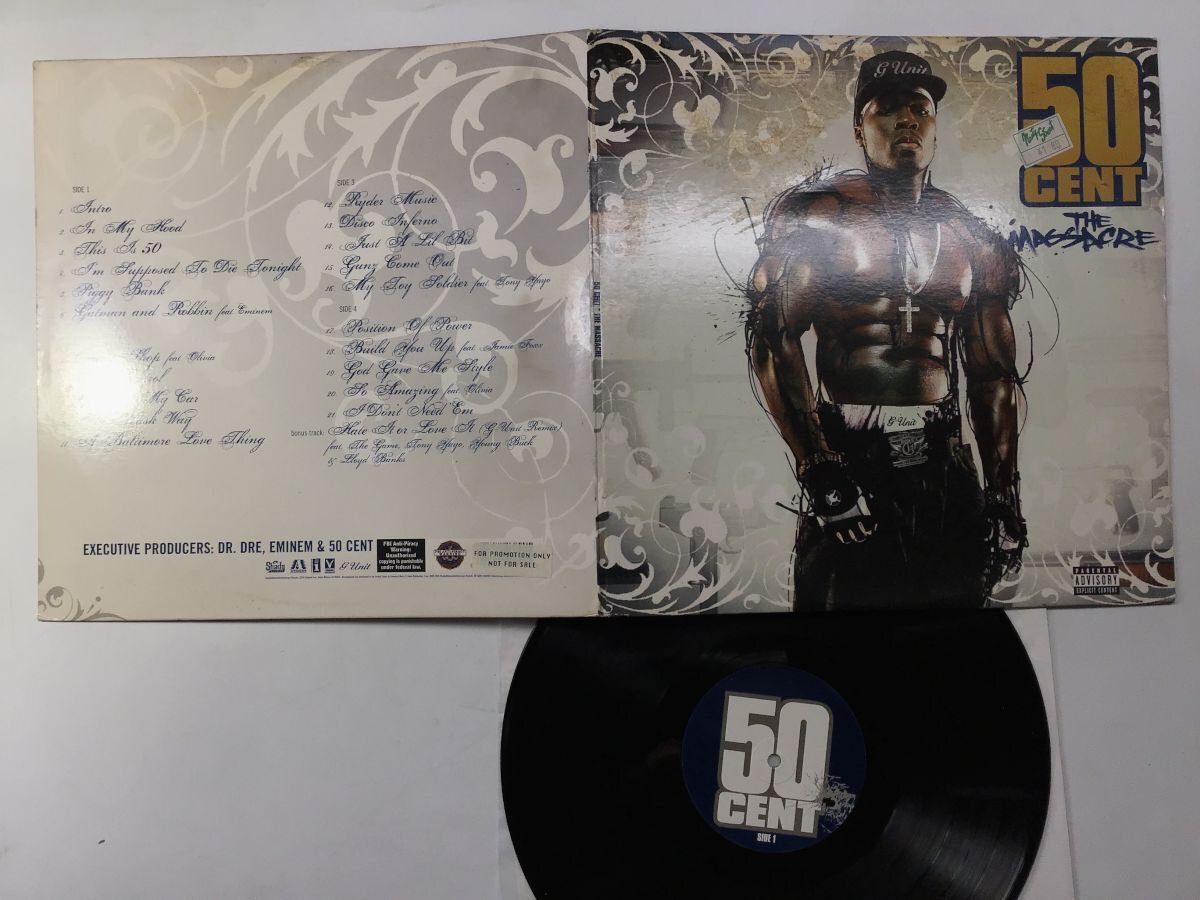 SIDE 1
1. Intro
2. In My Hood
3. This Is 50
4. I'm Supposed To Die Tonight
5. Piggy Bank
6. Gatman and Robbin feat. Eminem
Shop feat. Olivia
My Car
Way
11. A Baltimore Love Thing
SIDE 3
12. Ryder Music
13. Disco Inferno
14. Just A Lil Bit
15. Gunz Come Out
16. My Toy Soldier feat. Tony Yayo
SIDE 4
17. Position Of Power
18. Build You Up feat. Jamie Foxx
19. God Gave Me Style
20. So Amazing feat. Olivia
21. I Don't Need 'Em
bonus track: Hate It or Love It (G Unit Remix)
feat. The Game, Tony Yayo, Young Buck
& Lloyd Banks
EXECUTIVE PRODUCERS: DR. DRE, EMINEM & 50 CENT
FBI Anti-Piracy
Warning:
Unauthorized
copying is punishable
under federal law.
FOR PROMOTION ONLY
NOT FOR SALE
Shady
G Unit
50 CENT / THE MASSACRE
G Unit
50
CENT
THE
MASSACRE
G Unit
PARENTAL
ADVISORY
EXPLICIT CONTENT
50
CENT
SIDE 1